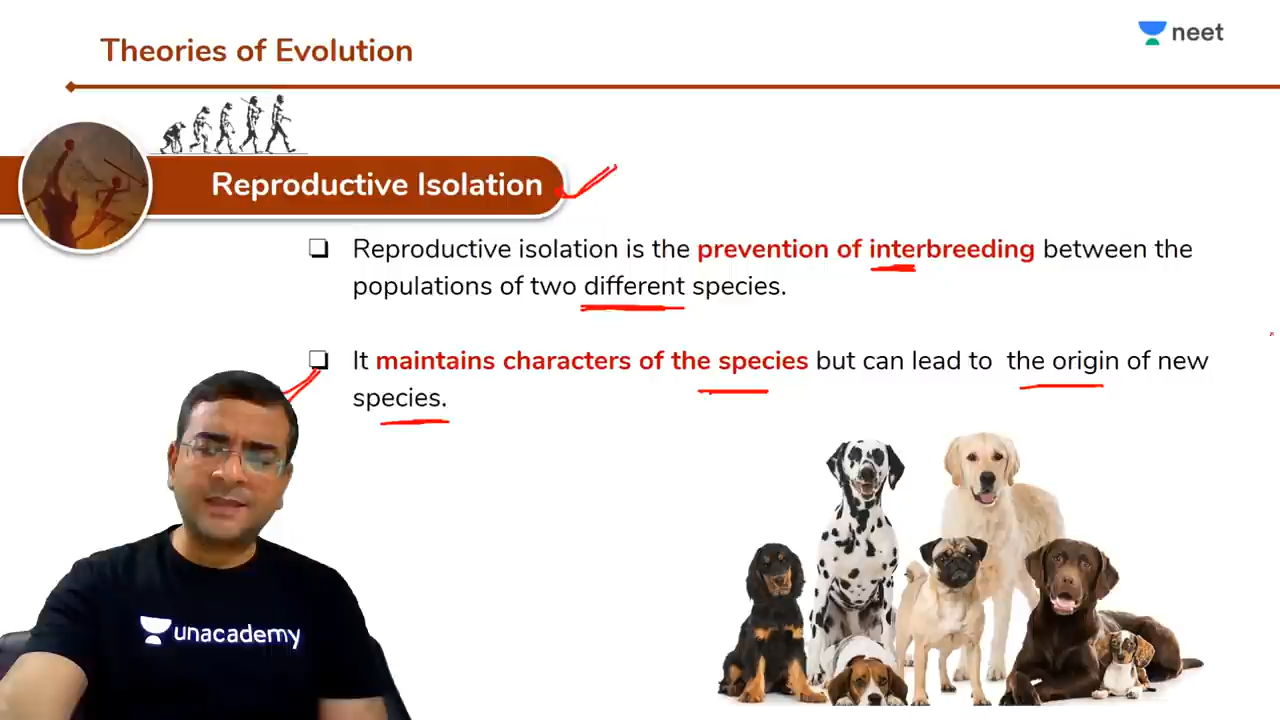 Theories of Evolution
neet
Reproductive Isolation
❑ Reproductive isolation is the prevention of interbreeding between the
populations of two different species.
❑ It maintains characters of the species but can lead to the origin of new
species.
unacademy